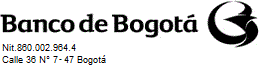 Banco de Bogotá
Nit.860.002.964.4
Calle 36 N° 7- 47 Bogotá